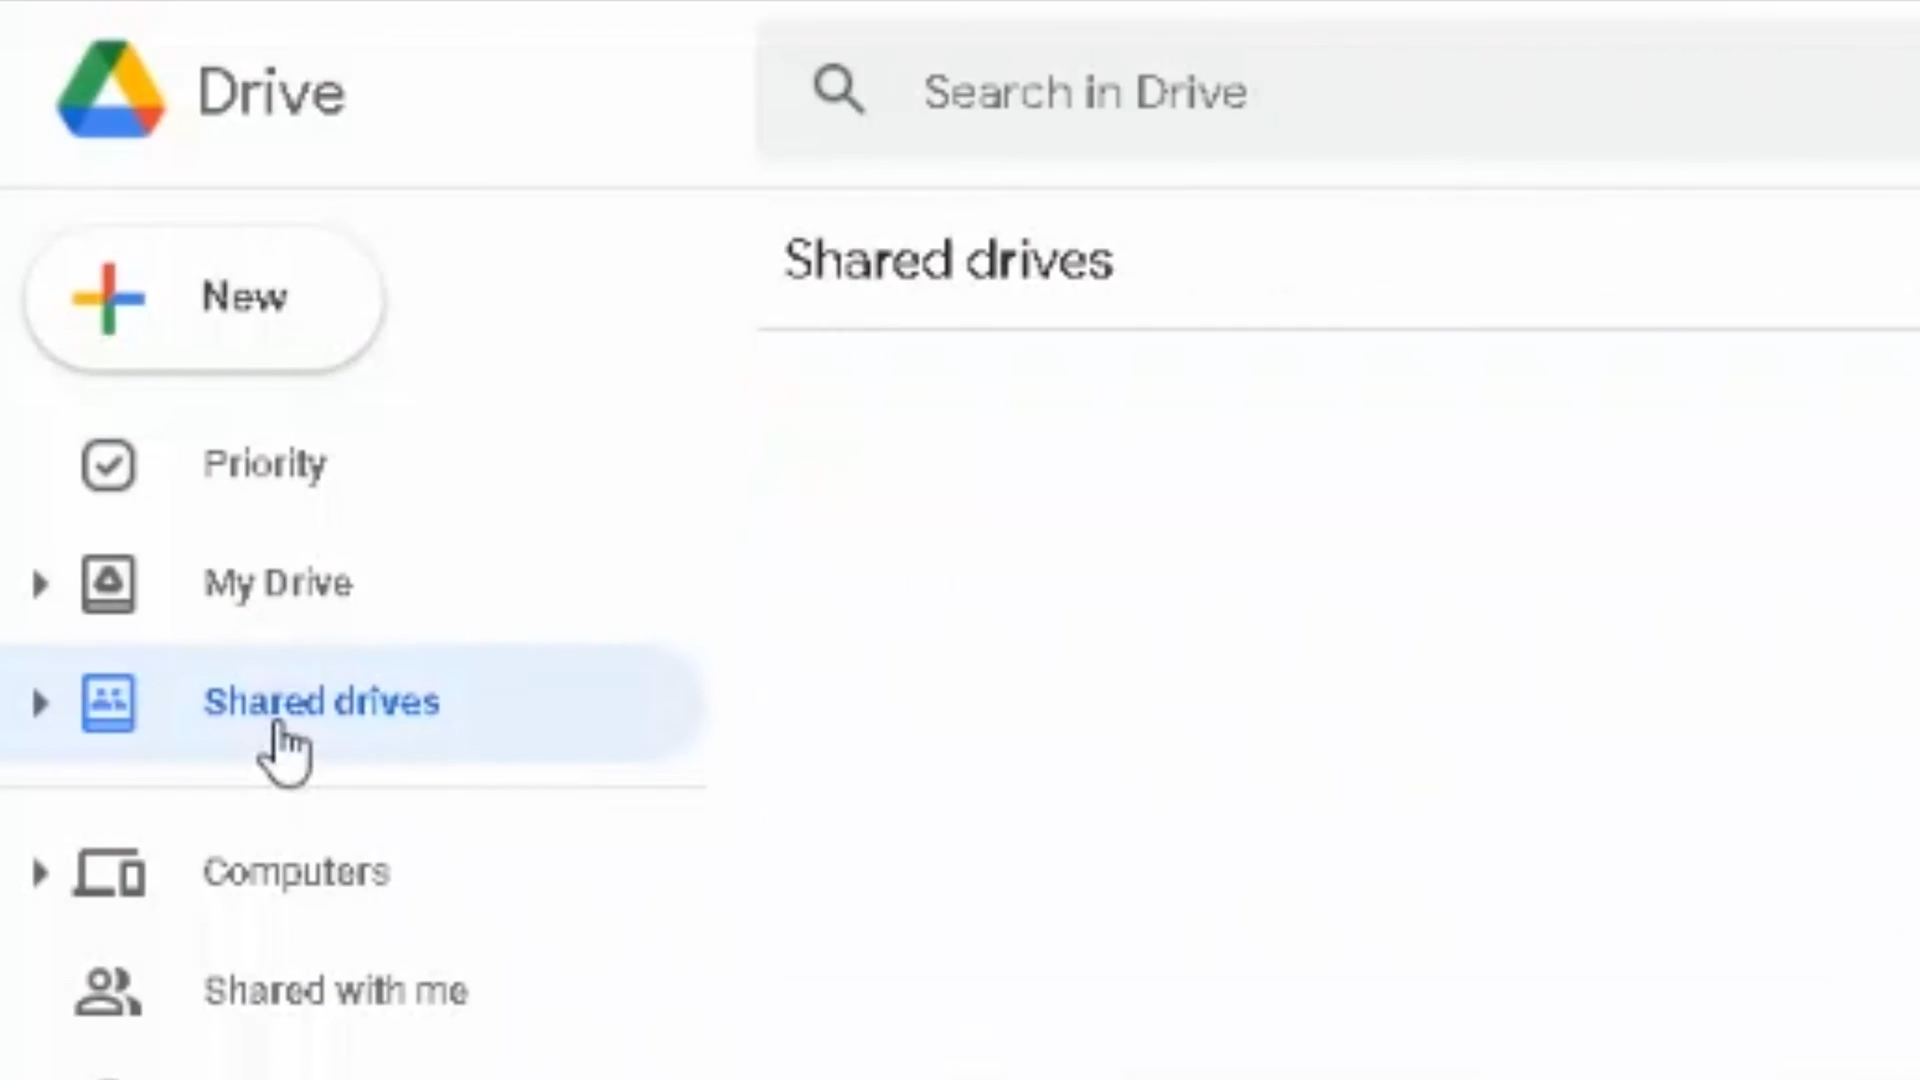 Drive
Search in Drive
New
Shared drives
Priority
My Drive
Shared drives
Computers
Shared with me